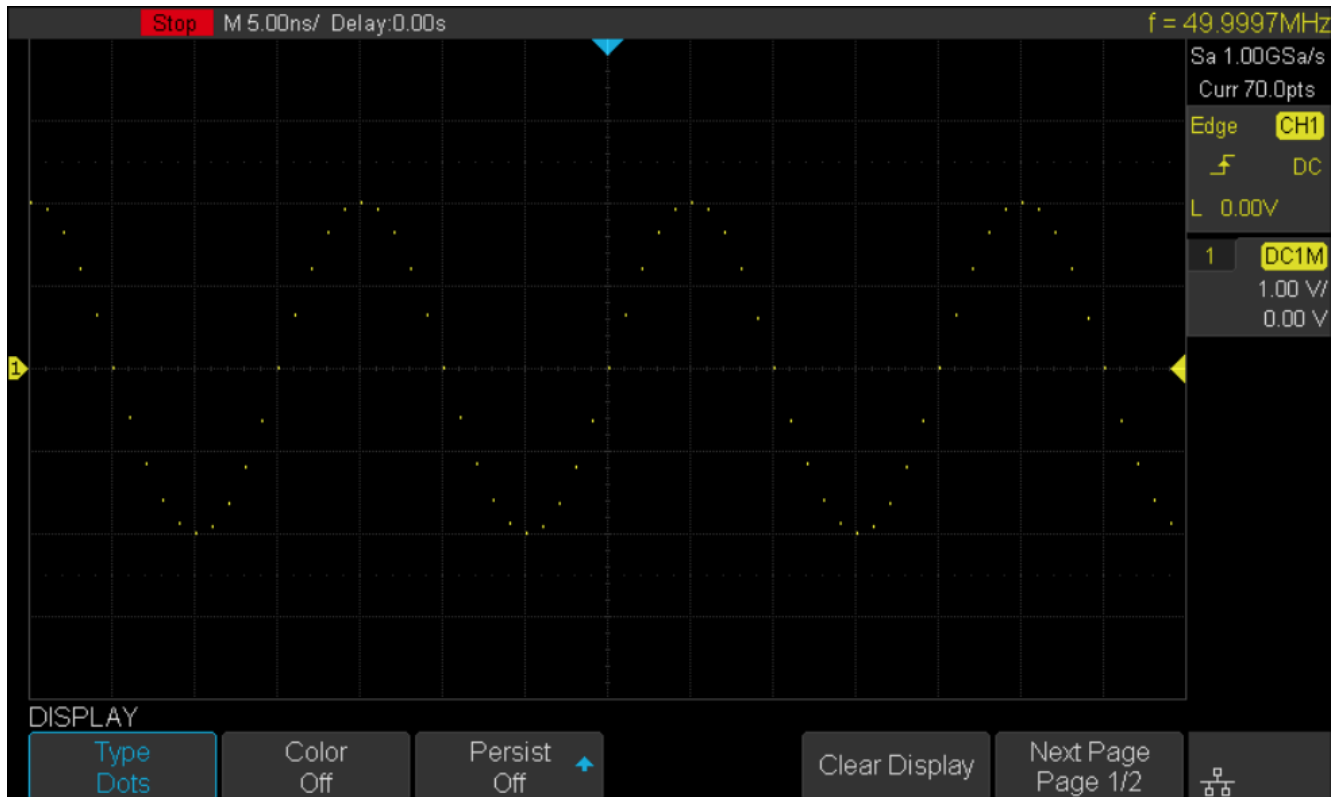 Stop M 5.00ns/ Delay:0.00s f = 49.9997MHz
Sa 1.00GSa/s
Curr 70.0pts
Edge CH1
DC
L 0.00V
1 DC1M
1.00 V/
0.00 V
1
DISPLAY
Type
Dots
Color
Off
Persist
Off
Clear Display
Next Page
Page 1/2